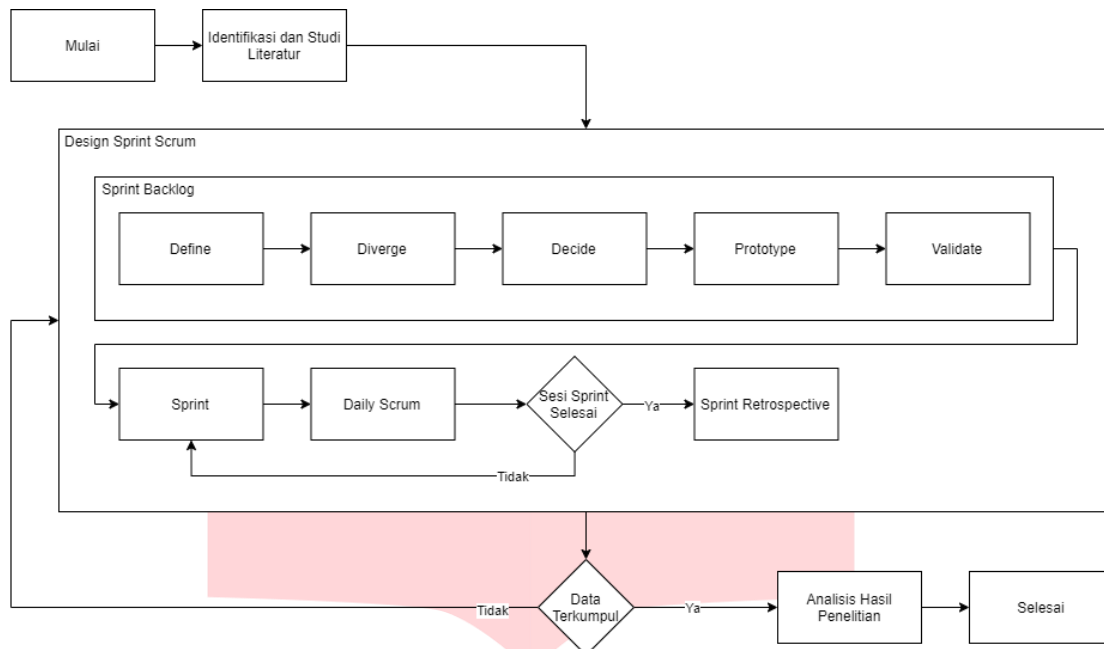 Mulai
Identifikasi dan Studi
Literatur
Design Sprint Scrum
Sprint Backlog
Define
Diverge
Decide
Prototype
Validate
Sprint
Daily Scrum
Sesi Sprint
Selesai
Ya
Sprint Retrospective
Tidak
Data
Terkumpul
Tidak
Ya
Analisis Hasil
Penelitian
Selesai